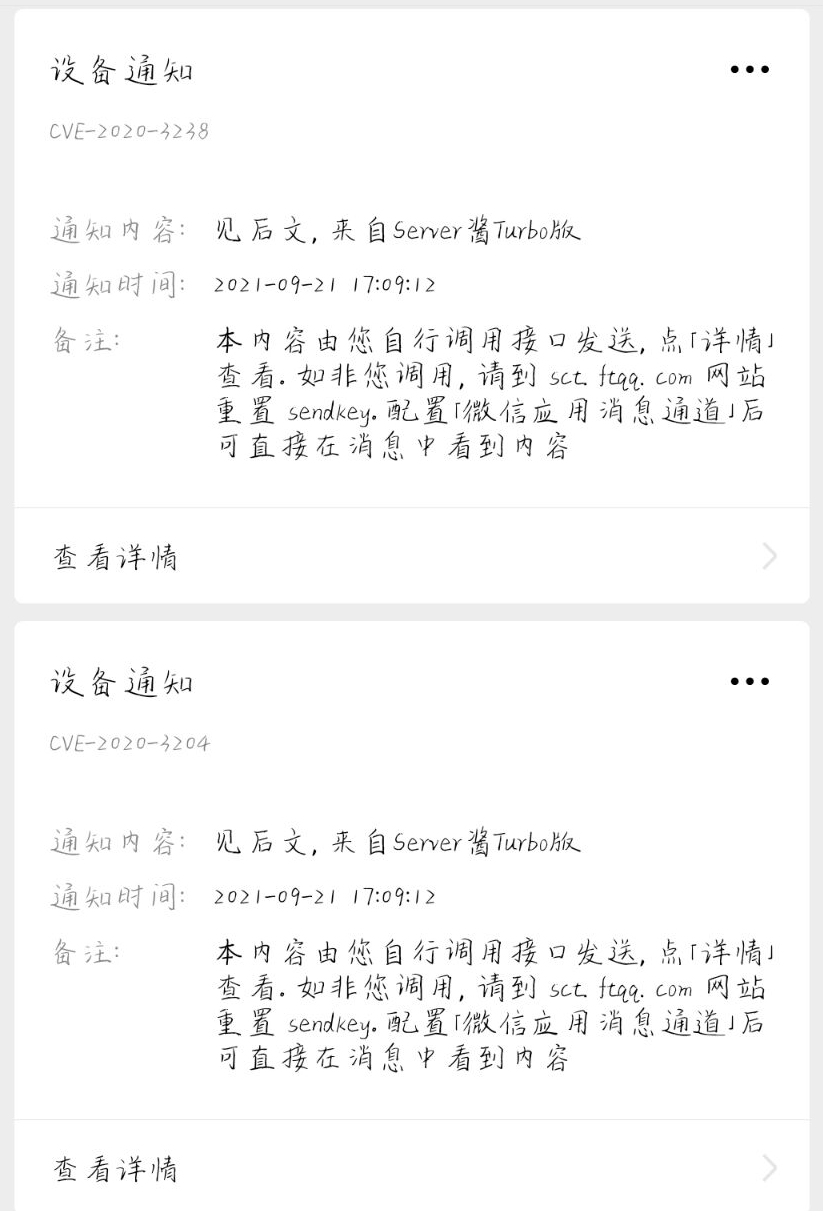 设备通知
CVE-2020-3238
通知内容: 见后文, 来自Server酱Turbo版
通知时间: 2021-09-21 17:09:12
备注: 本内容由您自行调用接口发送, 点「详情」
查看. 如非您调用, 请到 sct. ftqq. com 网站
重置 sendkey. 配置「微信应用消息通道」后
可直接在消息中看到内容
查看详情
设备通知
CVE-2020-3204
通知内容: 见后文, 来自Server酱Turbo版
通知时间: 2021-09-21 17:09:12
备注: 本内容由您自行调用接口发送, 点「详情」
查看. 如非您调用, 请到 sct. ftqq. com 网站
重置 sendkey. 配置「微信应用消息通道」后
可直接在消息中看到内容
查看详情